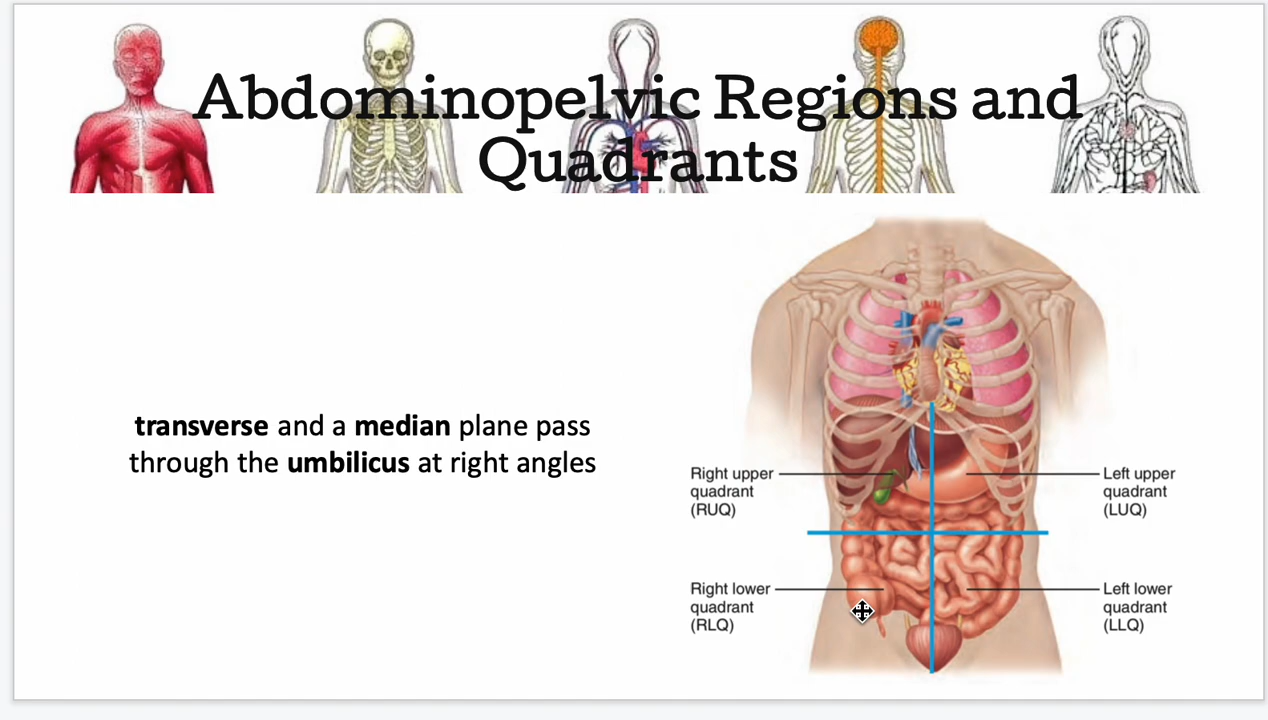 Abdominopelvic Regions and
Quadrants
transverse and a median plane pass
through the umbilicus at right angles
Right upper
quadrant
(RUQ)
Left upper
quadrant
(LUQ)
Right lower
quadrant
(RLQ)
Left lower
quadrant
(LLQ)